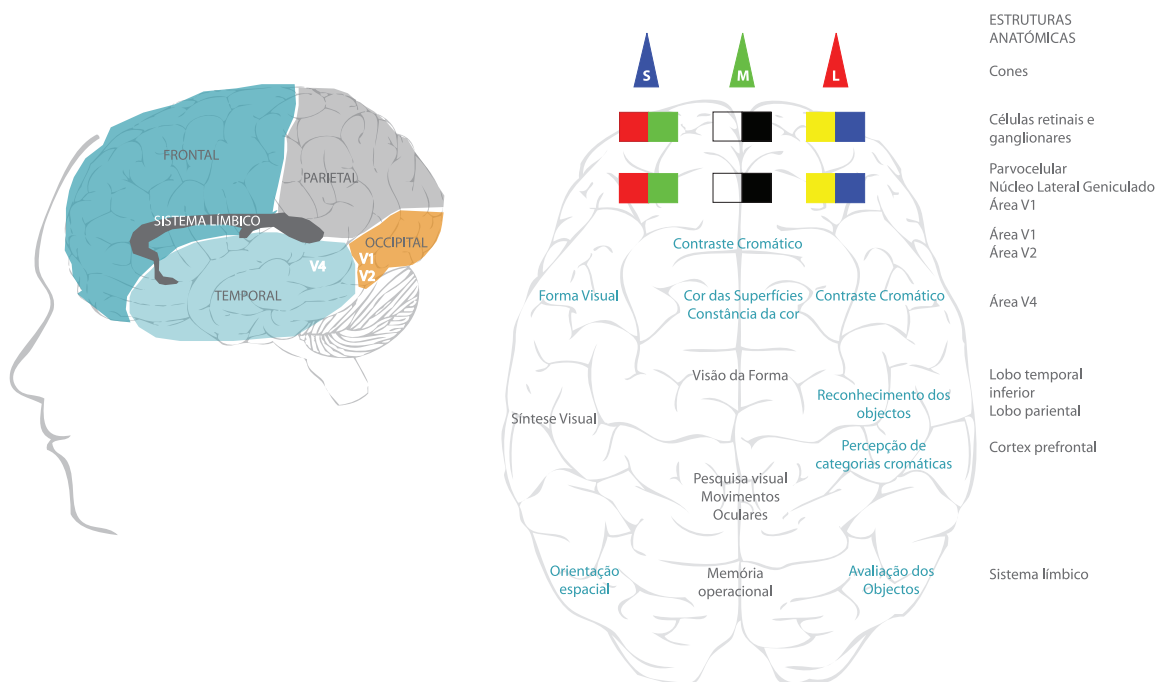 FRONTAL
PARIETAL
SISTEMA LÍMBICO
OCCIPITAL
V1
V2
V4
TEMPORAL
ESTRUTURAS
ANATÓMICAS
S
M
L
Cones
Células retinais e
ganglionares
Parvocelular
Núcleo Lateral Geniculado
Área V1
Contraste Cromático
Área V1
Área V2
Forma Visual
Cor das Superfícies
Constância da cor
Contraste Cromático
Área V4
Visão da Forma
Reconhecimento dos
objectos
Lobo temporal
inferior
Lobo pariental
Síntese Visual
Percepção de
categorias cromáticas
Cortex prefrontal
Pesquisa visual
Movimentos
Oculares
Orientação
espacial
Memória
operacional
Avaliação dos
Objectos
Sistema límbico